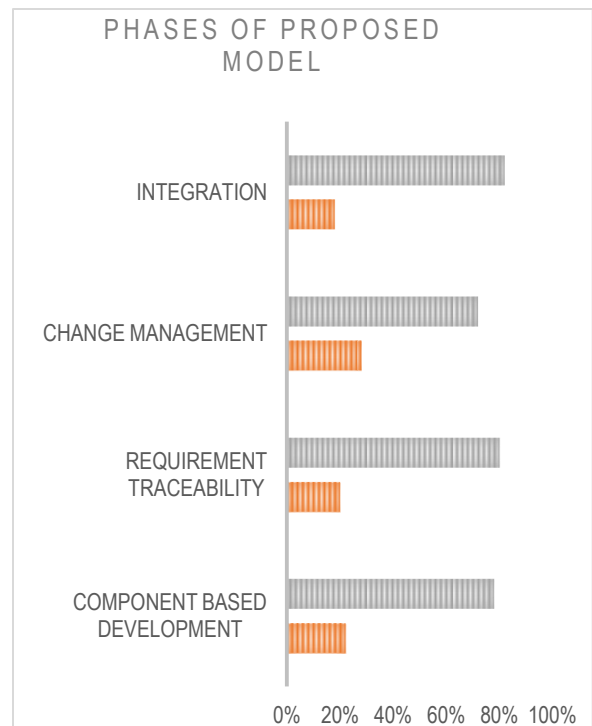 PHASES OF PROPOSED
MODEL
INTEGRATION
CHANGE MANAGEMENT
REQUIREMENT
TRACEABILITY
COMPONENT BASED
DEVELOPMENT
0% 20% 40% 60% 80% 100%